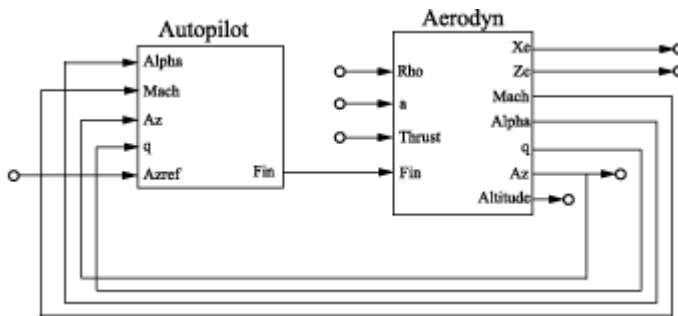 Autopilot
Alpha
Mach
Az
q
Azref
Fin
Aerodyn
Rho
a
Thrust
Fin
Xe
Ze
Mach
Alpha
q
Az
Altitude